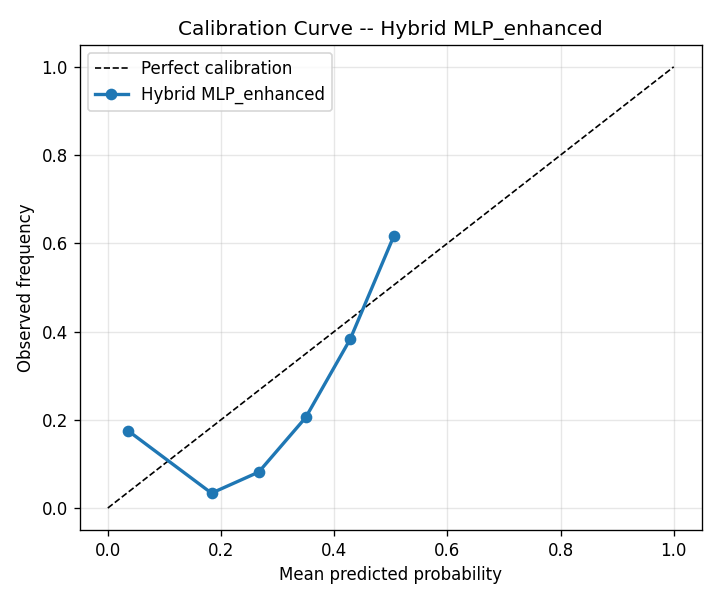 Calibration Curve -- Hybrid MLP_enhanced
Perfect calibration
Hybrid MLP_enhanced
1.0
0.8
0.6
0.4
0.2
0.0
Observed frequency
0.0 0.2 0.4 0.6 0.8 1.0
Mean predicted probability